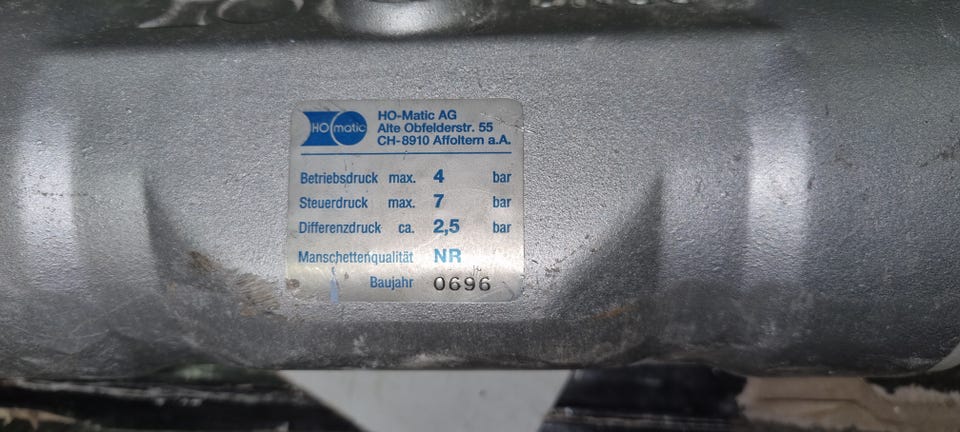 HO matic
HO-Matic AG
Alte Obfelderstr. 55
CH-8910 Affoltern a.A.
Betriebsdruck max. 4 bar
Steuerdruck max. 7 bar
Differenzdruck ca. 2,5 bar
Manschettenqualität NR
Baujahr 0696